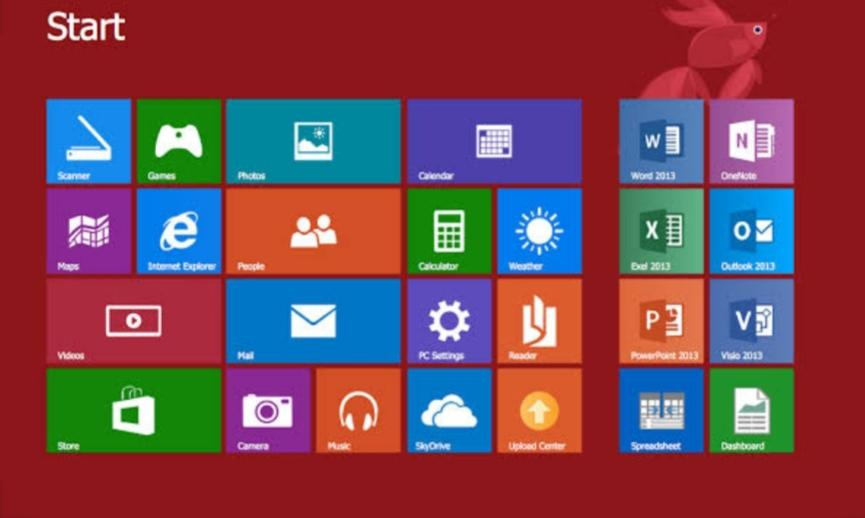 Start
Scanner
Games
Photos
Calendar
Word 2013
OneNote
Maps
Internet Explorer
People
Calculator
Weather
Exel 2013
Outlook 2013
Videos
Mail
PC Settings
Reader
PowerPoint 2013
Visio 2013
Store
Camera
Music
SkyDrive
Upload Center
Spreadsheet
Dashboard